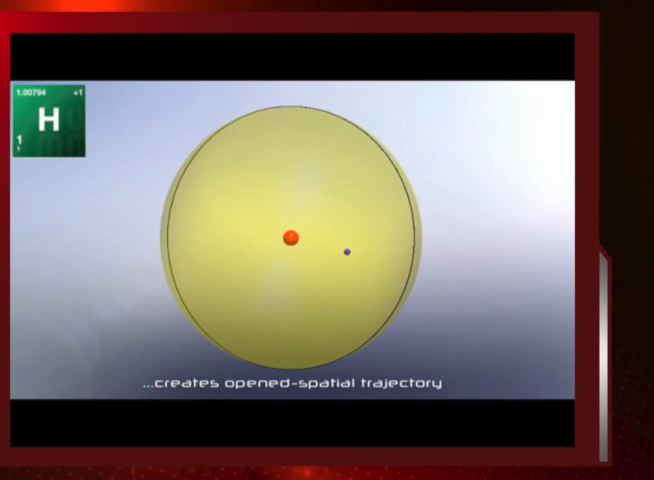 1.00794 +1
H
1
1
...creates opened-spatial trajectory